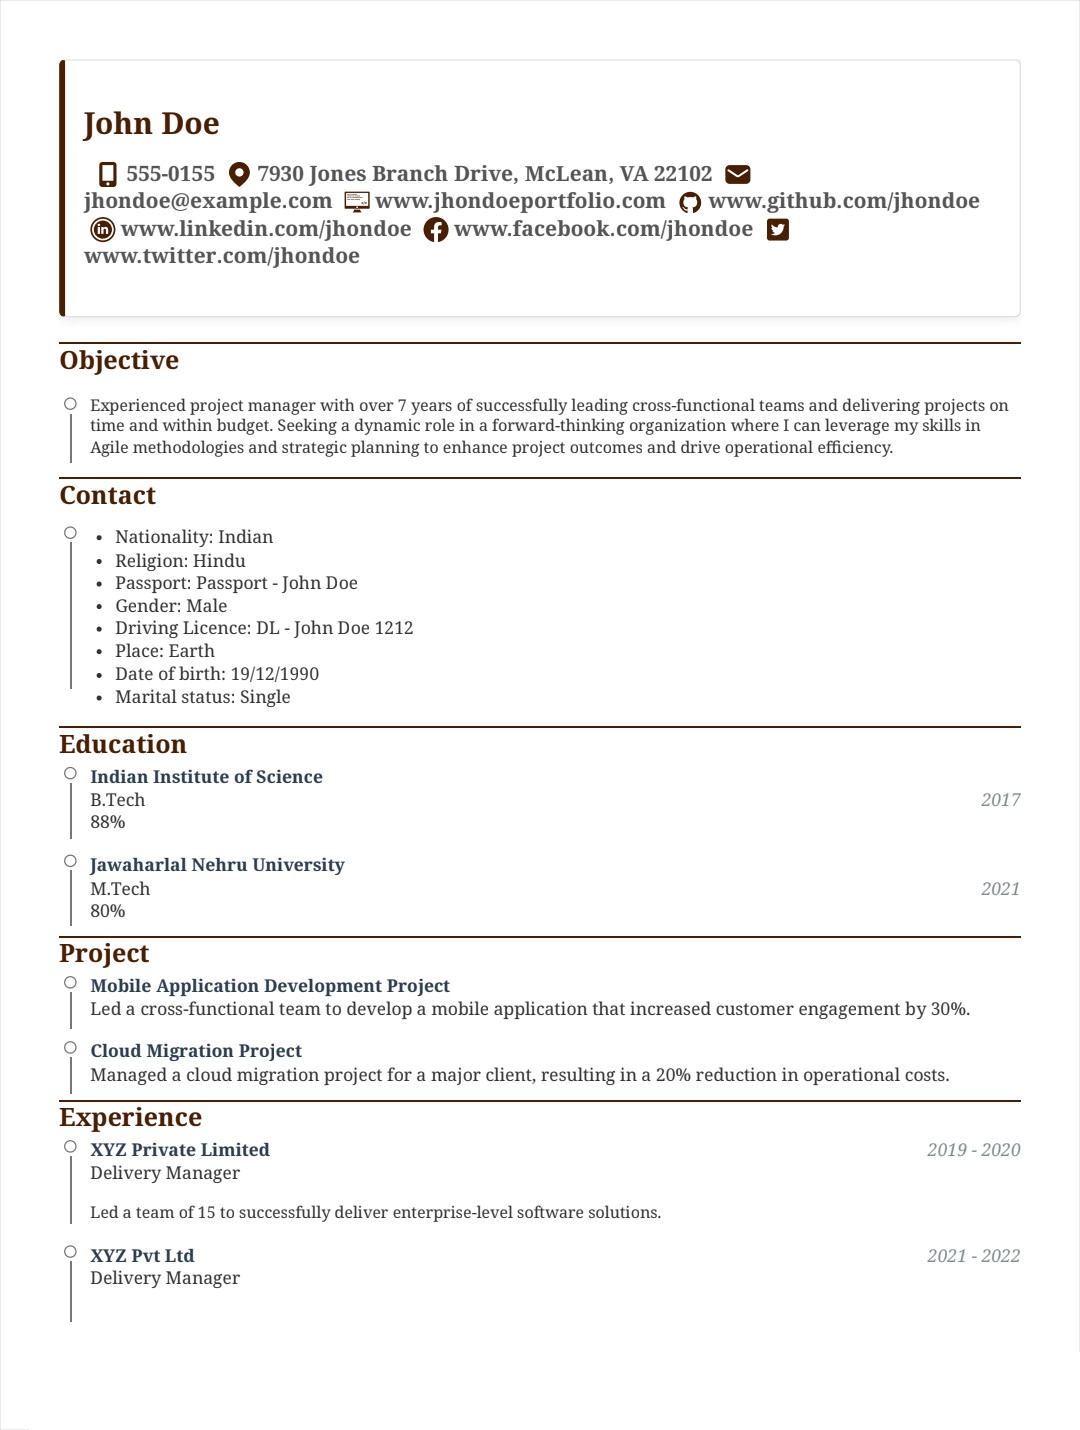 John Doe
555-0155 7930 Jones Branch Drive, McLean, VA 22102
jhondoe@example.com www.jhondoeportfolio.com www.github.com/jhondoe
www.linkedin.com/jhondoe www.facebook.com/jhondoe
www.twitter.com/jhondoe
Objective
Experienced project manager with over 7 years of successfully leading cross-functional teams and delivering projects on
time and within budget. Seeking a dynamic role in a forward-thinking organization where I can leverage my skills in
Agile methodologies and strategic planning to enhance project outcomes and drive operational efficiency.
Contact
• Nationality: Indian
• Religion: Hindu
• Passport: Passport - John Doe
• Gender: Male
• Driving Licence: DL - John Doe 1212
• Place: Earth
• Date of birth: 19/12/1990
• Marital status: Single
Education
Indian Institute of Science
B.Tech 2017
88%
Jawaharlal Nehru University
M.Tech 2021
80%
Project
Mobile Application Development Project
Led a cross-functional team to develop a mobile application that increased customer engagement by 30%.
Cloud Migration Project
Managed a cloud migration project for a major client, resulting in a 20% reduction in operational costs.
Experience
XYZ Private Limited 2019 - 2020
Delivery Manager
Led a team of 15 to successfully deliver enterprise-level software solutions.
XYZ Pvt Ltd 2021 - 2022
Delivery Manager